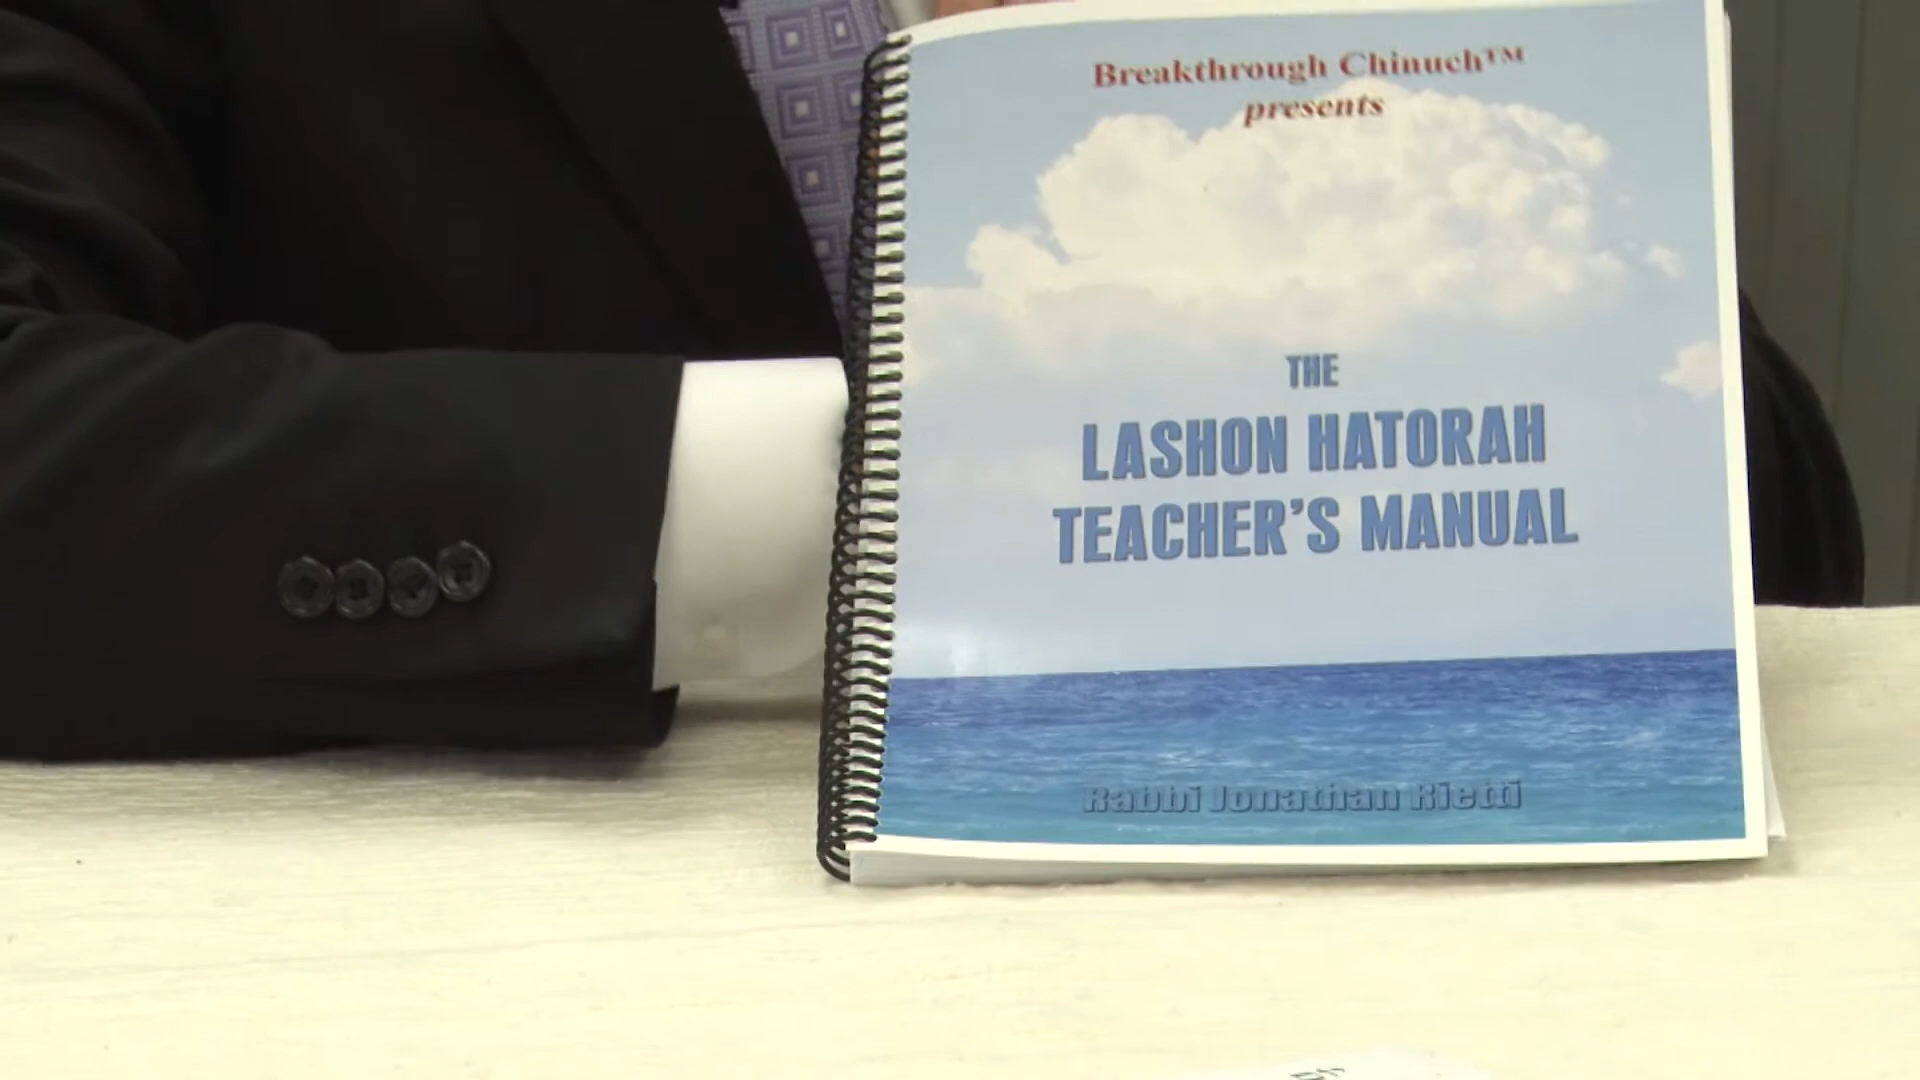 Breakthrough Chinuch™
presents
THE
LASHON HATORAH
TEACHER'S MANUAL
Rabbi Jonathan Rietti